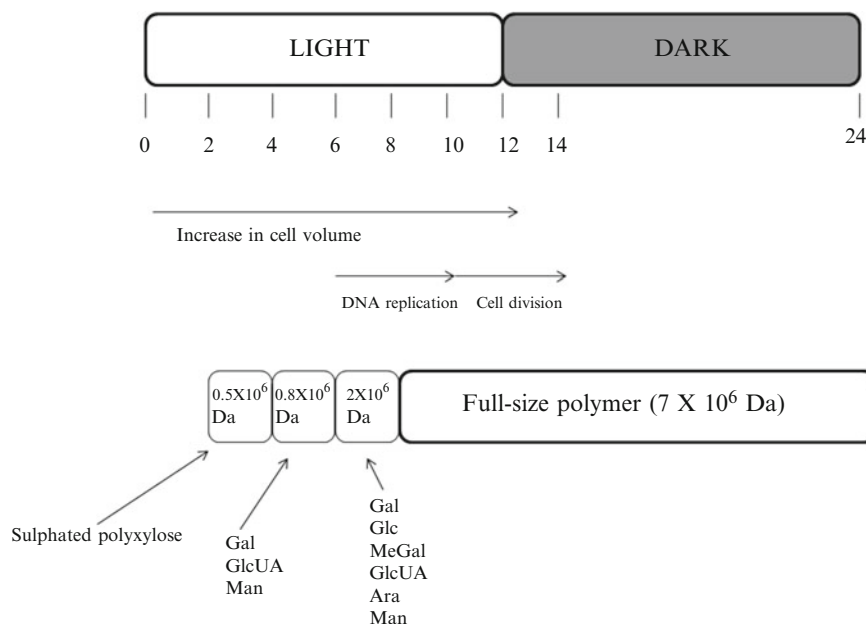 LIGHT DARK
0 2 4 6 8 10 12 14 24
Increase in cell volume
DNA replication Cell division
0.5X10⁶ 0.8X10⁶ 2X10⁶
Da Da Da
Full-size polymer (7 X 10⁶ Da)
Sulphated polyxylose
Gal
GlcUA
Man
Gal
Glc
MeGal
GlcUA
Ara
Man